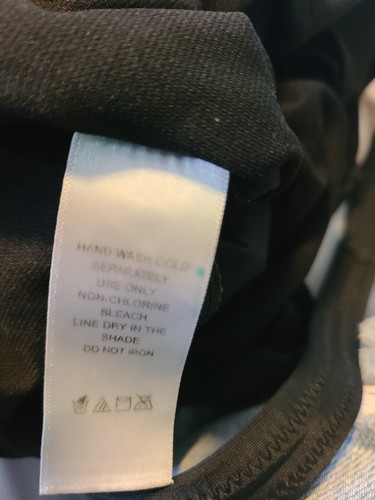 HAND WASH COLD
SEPARATELY
USE ONLY
NON-CHLORINE
BLEACH
LINE DRY IN THE
SHADE
DO NOT IRON